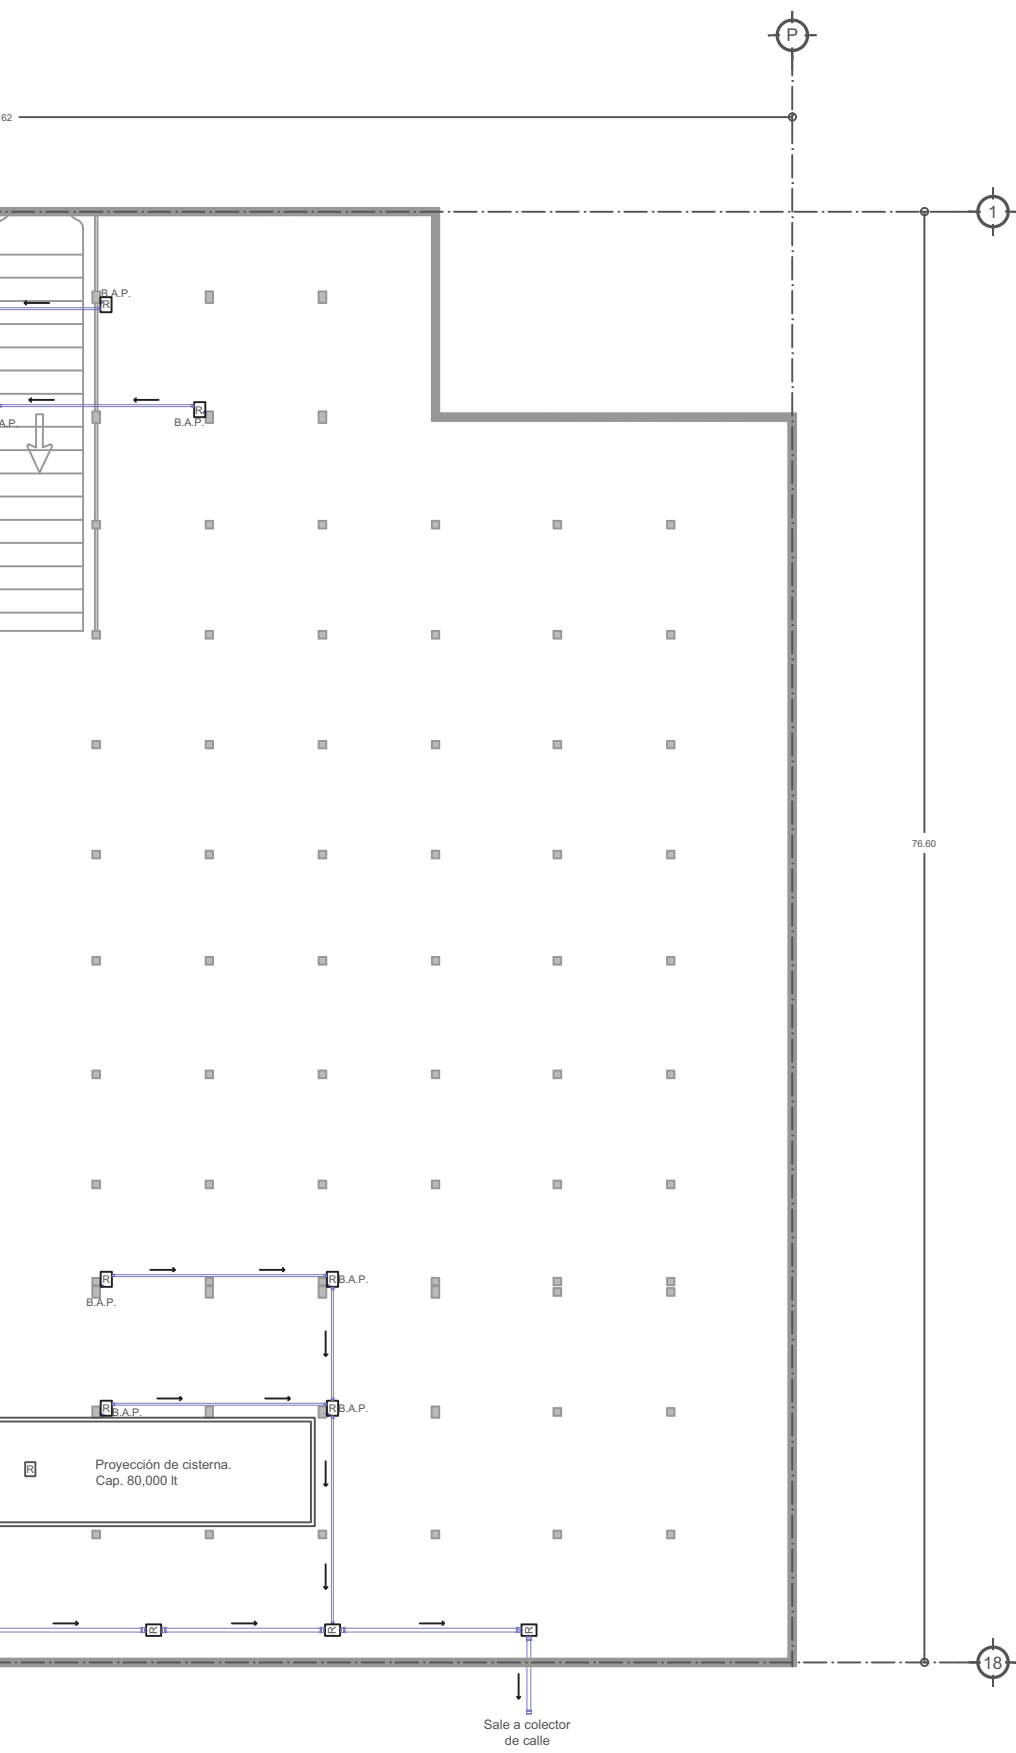 P
.62
1
B.A.P.
R
R
A.P.
B.A.P.
76.60
R
R
B.A.P.
B.A.P.
R
R
B.A.P.
B.A.P.
R
Proyección de cisterna.
Cap. 80,000 lt
R
R
R
18
Sale a colector
de calle